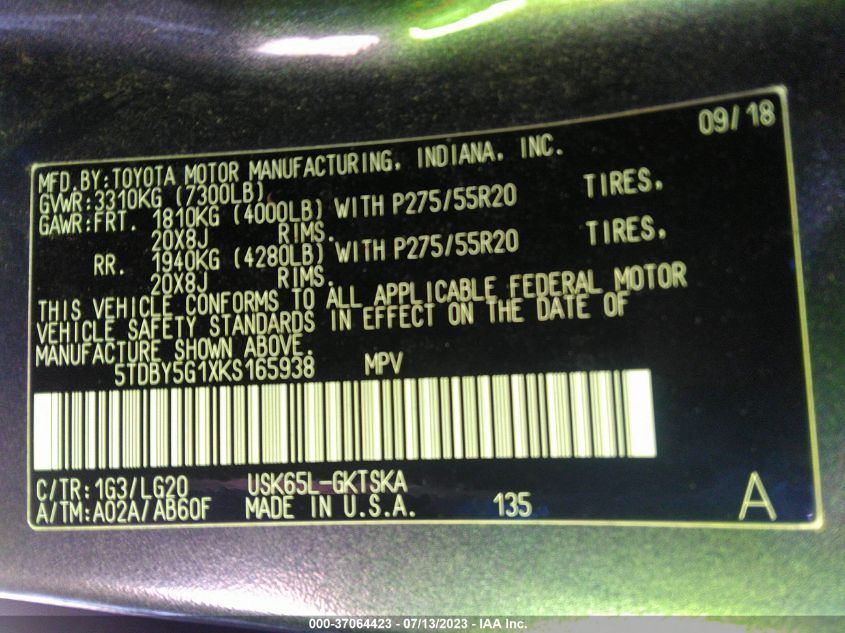 09/18
MFD.BY:TOYOTA MOTOR MANUFACTURING, INDIANA, INC.
GVWR:3310KG (7300LB)
GAWR:FRT. 1810KG (4000LB) WITH P275/55R20 TIRES,
20X8J RIMS.
RR. 1940KG (4280LB) WITH P275/55R20 TIRES,
20X8J RIMS.
THIS VEHICLE CONFORMS TO ALL APPLICABLE FEDERAL MOTOR
VEHICLE SAFETY STANDARDS IN EFFECT ON THE DATE OF
MANUFACTURE SHOWN ABOVE.
5TDBY5G1XKS165938 MPV
C/TR:1G3/LG20 USK65L-GKTSKA
A/TM:A02A/AB60F MADE IN U.S.A. 135 A
000-37064423 - 07/13/2023 - IAA Inc.